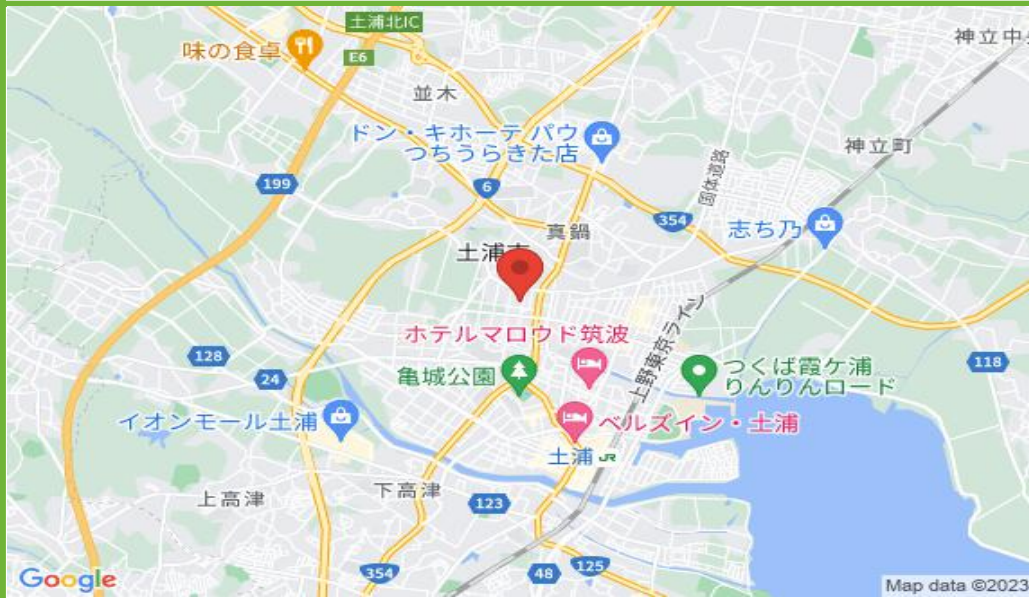 土浦北IC
味の食卓
E6
神立中央
並木
ドン・キホーテ パウ
つちうらきた店
神立町
国体道路
199
6
354
志ち乃
真鍋
土浦市
上野東京ライン
ホテルマロウド筑波
128
24
亀城公園
つくば霞ケ浦
りんりんロード
118
イオンモール土浦
ベルズイン・土浦
土浦 JR
上高津
下高津
123
354
48
125
Google
Map data ©2023